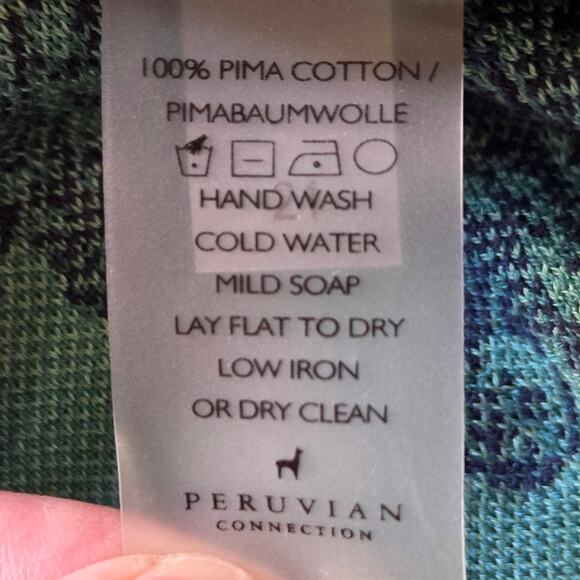 100% PIMA COTTON /
PIMABAUMWOLLE
HAND WASH
COLD WATER
MILD SOAP
LAY FLAT TO DRY
LOW IRON
OR DRY CLEAN
PERUVIAN
CONNECTION